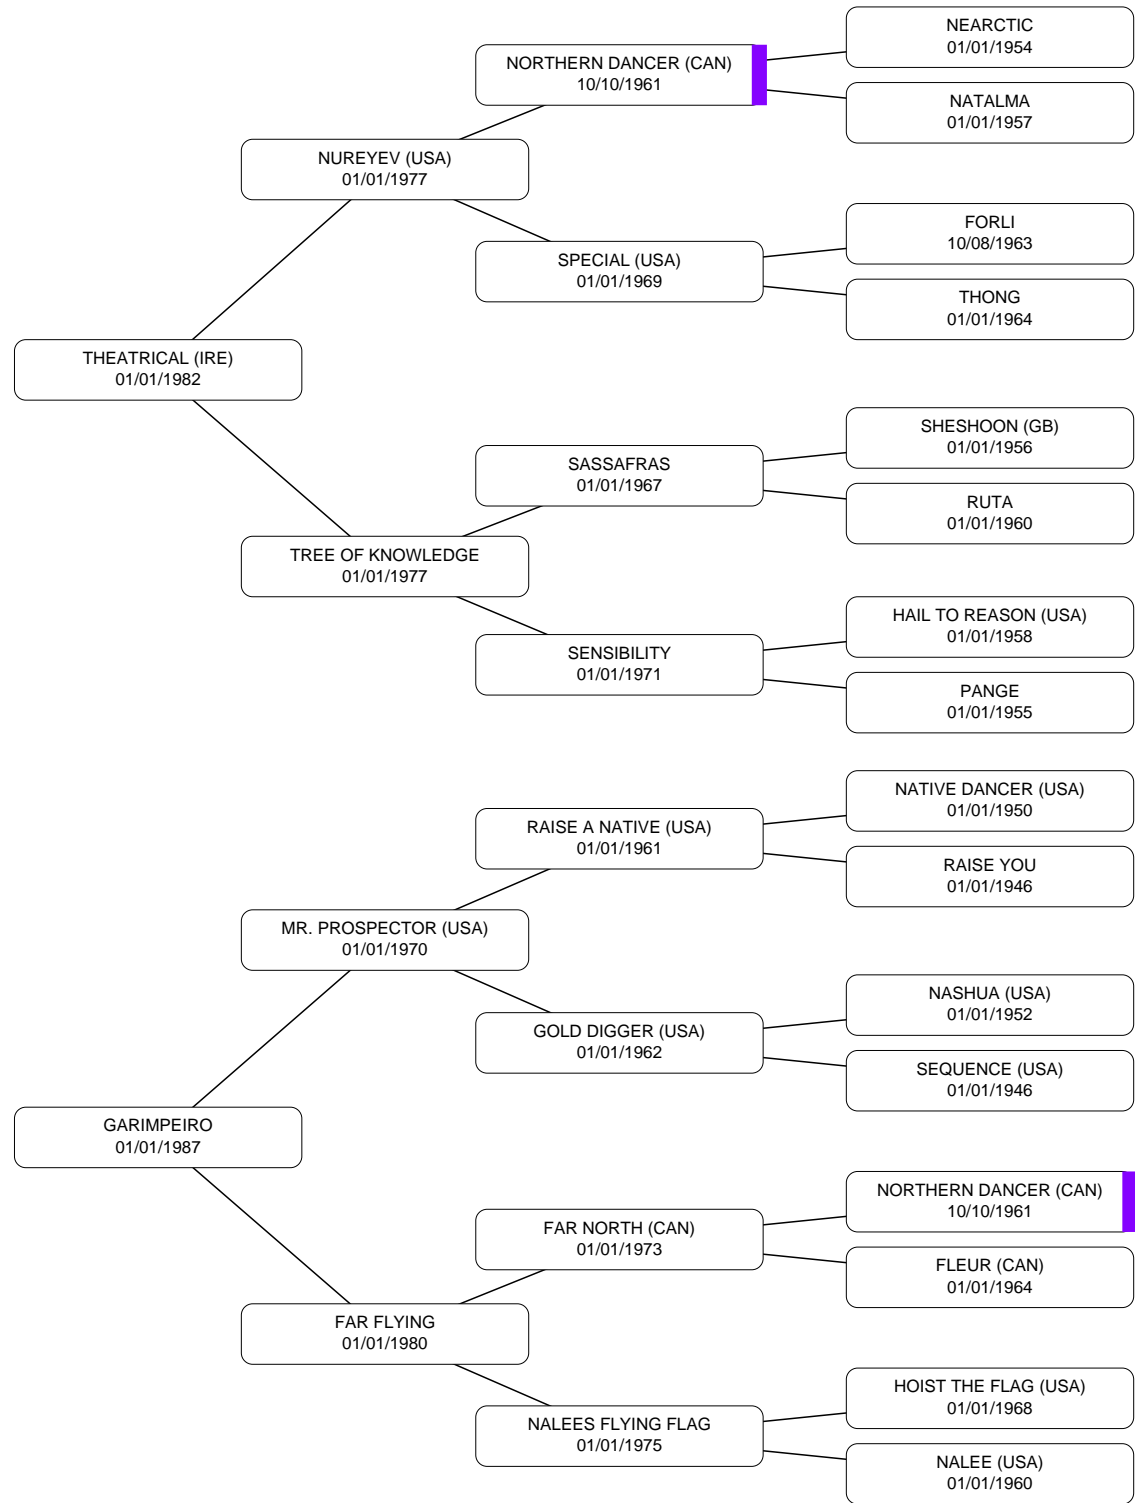 NEARCTIC
01/01/1954
NORTHERN DANCER (CAN)
10/10/1961
NATALMA
01/01/1957
NUREYEV (USA)
01/01/1977
FORLI
10/08/1963
SPECIAL (USA)
01/01/1969
THONG
01/01/1964
THEATRICAL (IRE)
01/01/1982
SHESHOON (GB)
01/01/1956
SASSAFRAS
01/01/1967
RUTA
01/01/1960
TREE OF KNOWLEDGE
01/01/1977
HAIL TO REASON (USA)
01/01/1958
SENSIBILITY
01/01/1971
PANGE
01/01/1955
NATIVE DANCER (USA)
01/01/1950
RAISE A NATIVE (USA)
01/01/1961
RAISE YOU
01/01/1946
MR. PROSPECTOR (USA)
01/01/1970
NASHUA (USA)
01/01/1952
GOLD DIGGER (USA)
01/01/1962
SEQUENCE (USA)
01/01/1946
GARIMPEIRO
01/01/1987
NORTHERN DANCER (CAN)
10/10/1961
FAR NORTH (CAN)
01/01/1973
FLEUR (CAN)
01/01/1964
FAR FLYING
01/01/1980
HOIST THE FLAG (USA)
01/01/1968
NALEES FLYING FLAG
01/01/1975
NALEE (USA)
01/01/1960